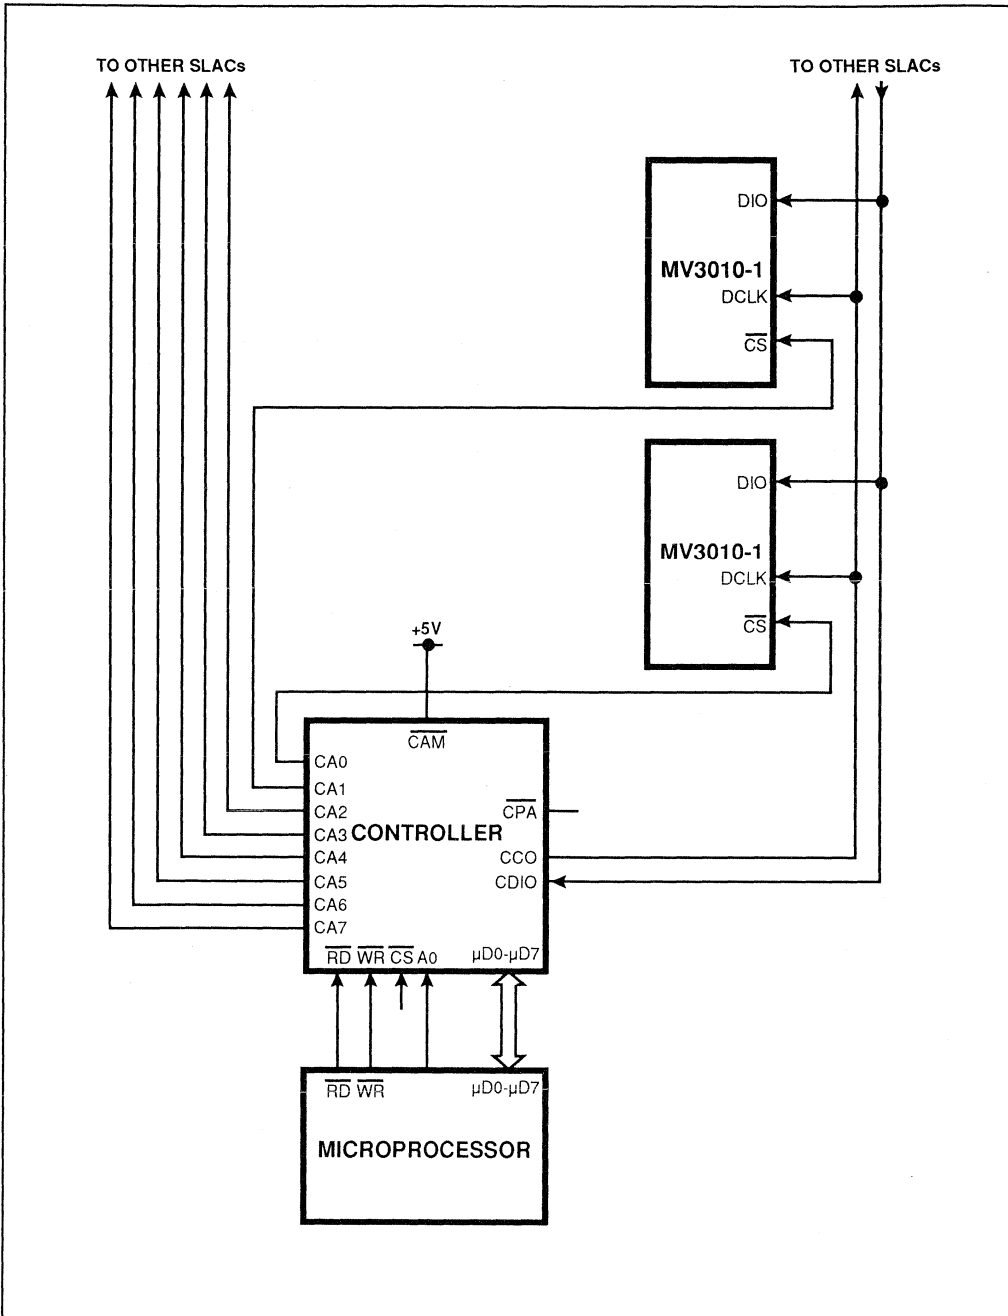 TO OTHER SLACs
TO OTHER SLACs
DIO
MV3010-1
DCLK
CS
DIO
MV3010-1
DCLK
CS
+5V
CAM
CA0
CA1
CA2
CPA
CA3 CONTROLLER
CA4
CCO
CA5
CDIO
CA6
CA7
RD WR CS A0 µD0-µD7
RD WR µD0-µD7
MICROPROCESSOR